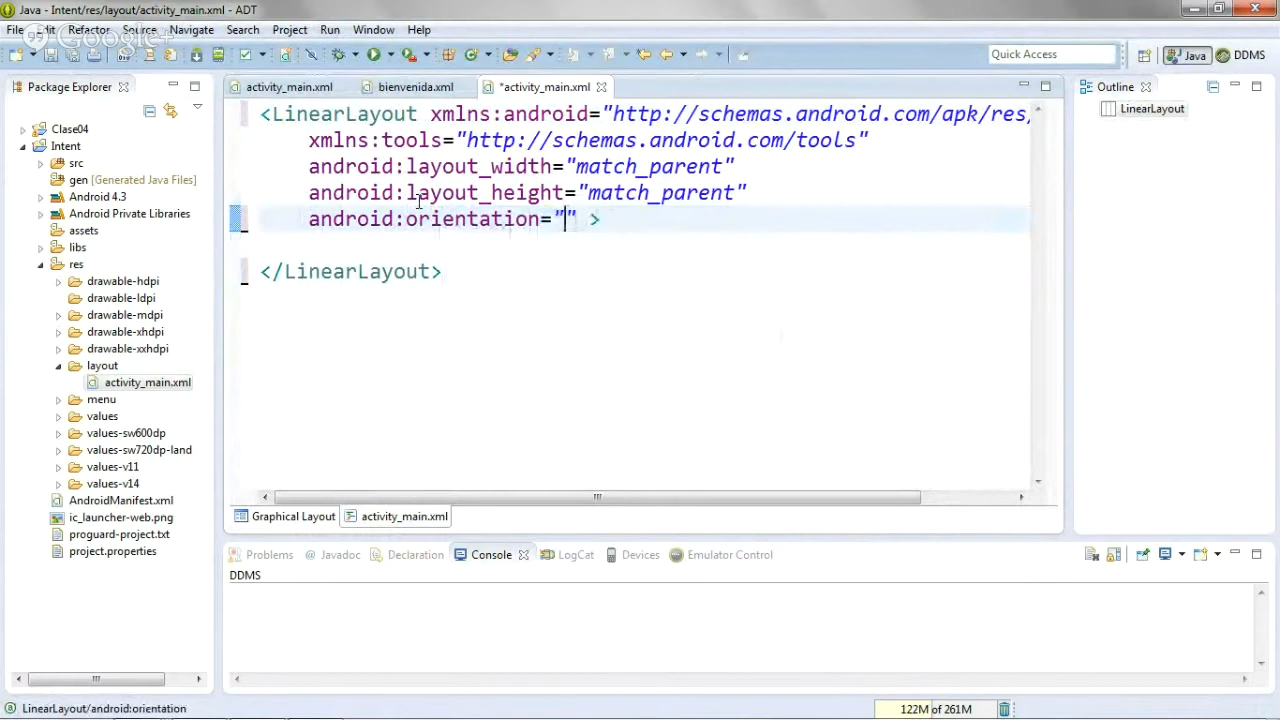 Java - Intent/res/layout/activity_main.xml - ADT
File Edit Refactor Source Navigate Search Project Run Window Help
Google+
Quick Access Java DDMS
Package Explorer
activity_main.xml bienvenida.xml *activity_main.xml
Outline
LinearLayout
Clase04
Intent
src
gen [Generated Java Files]
Android 4.3
Android Private Libraries
assets
libs
res
drawable-hdpi
drawable-ldpi
drawable-mdpi
drawable-xhdpi
drawable-xxhdpi
layout
activity_main.xml
menu
values
values-sw600dp
values-sw720dp-land
values-v11
values-v14
AndroidManifest.xml
ic_launcher-web.png
proguard-project.txt
project.properties
<LinearLayout xmlns:android="http://schemas.android.com/apk/res/
xmlns:tools="http://schemas.android.com/tools"
android:layout_width="match_parent"
android:layout_height="match_parent"
android:orientation="" >
</LinearLayout>
Graphical Layout activity_main.xml
Problems Javadoc Declaration Console LogCat Devices Emulator Control
DDMS
LinearLayout/android:orientation
122M of 261M